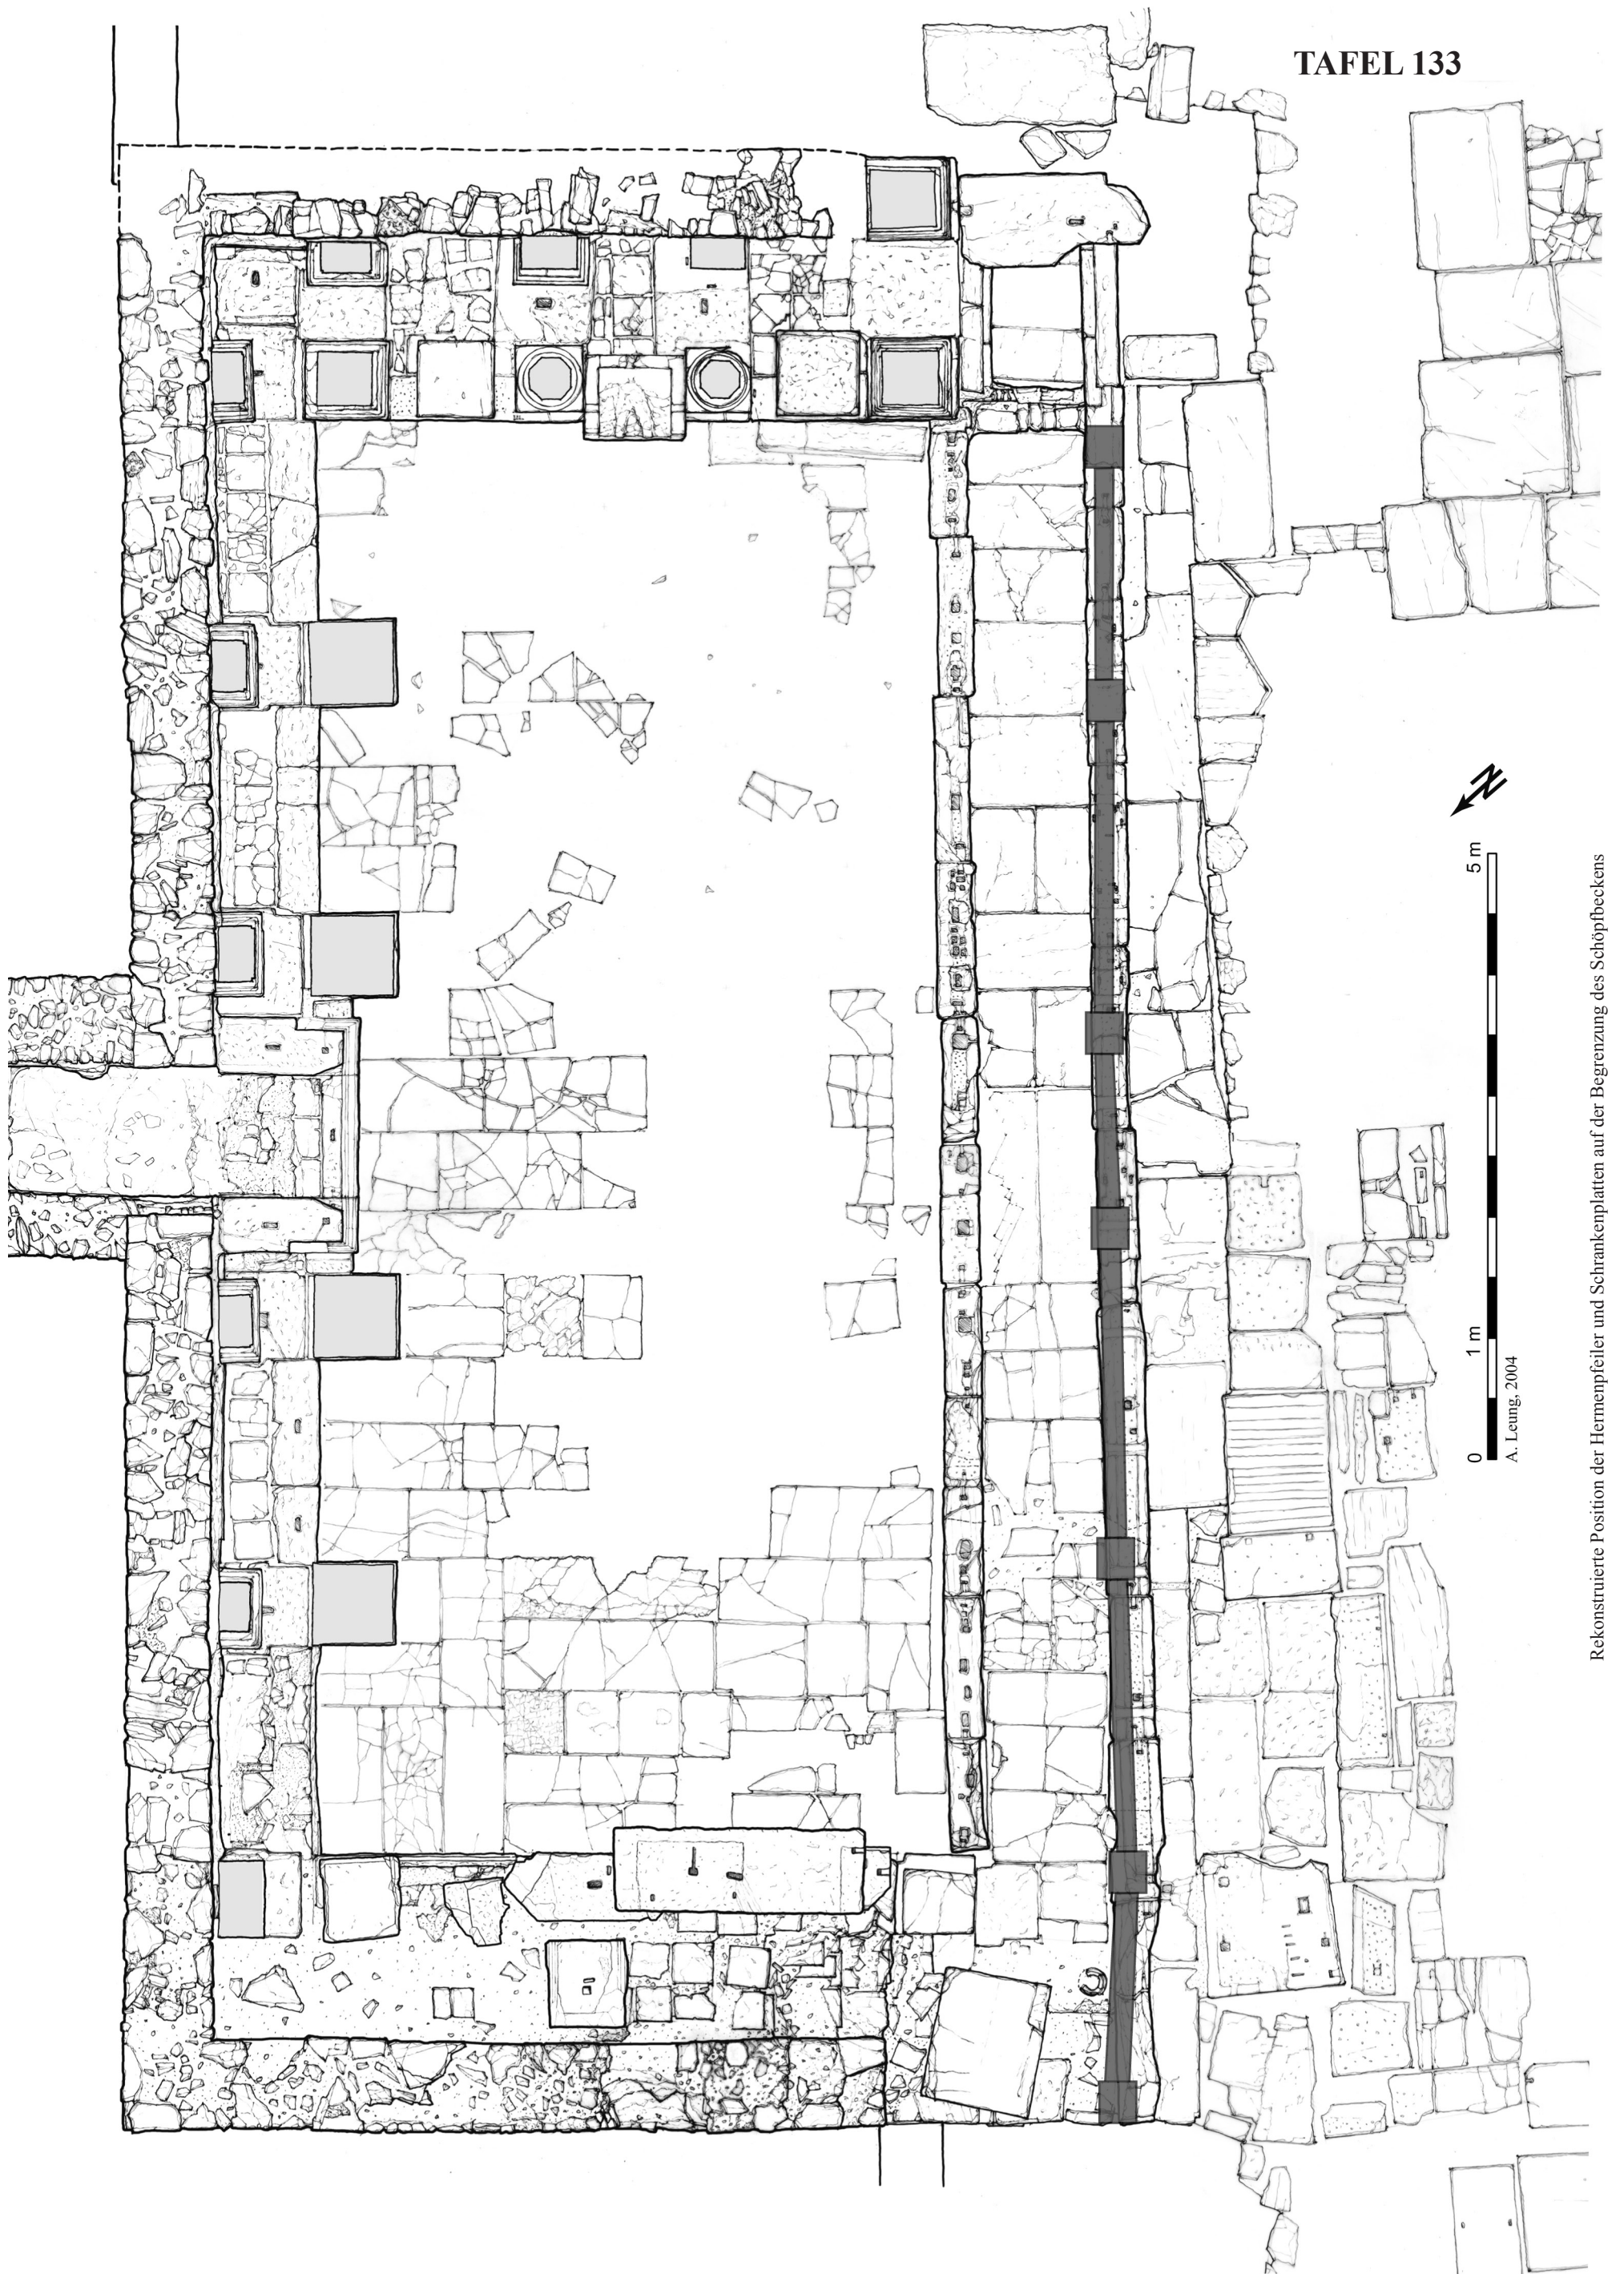 TAFEL 133
N
5 m
1 m
0
A. Leung, 2004
Rekonstruierte Position der Hermenpfeiler und Schrankenplatten auf der Begrenzung des Schöpfbeckens